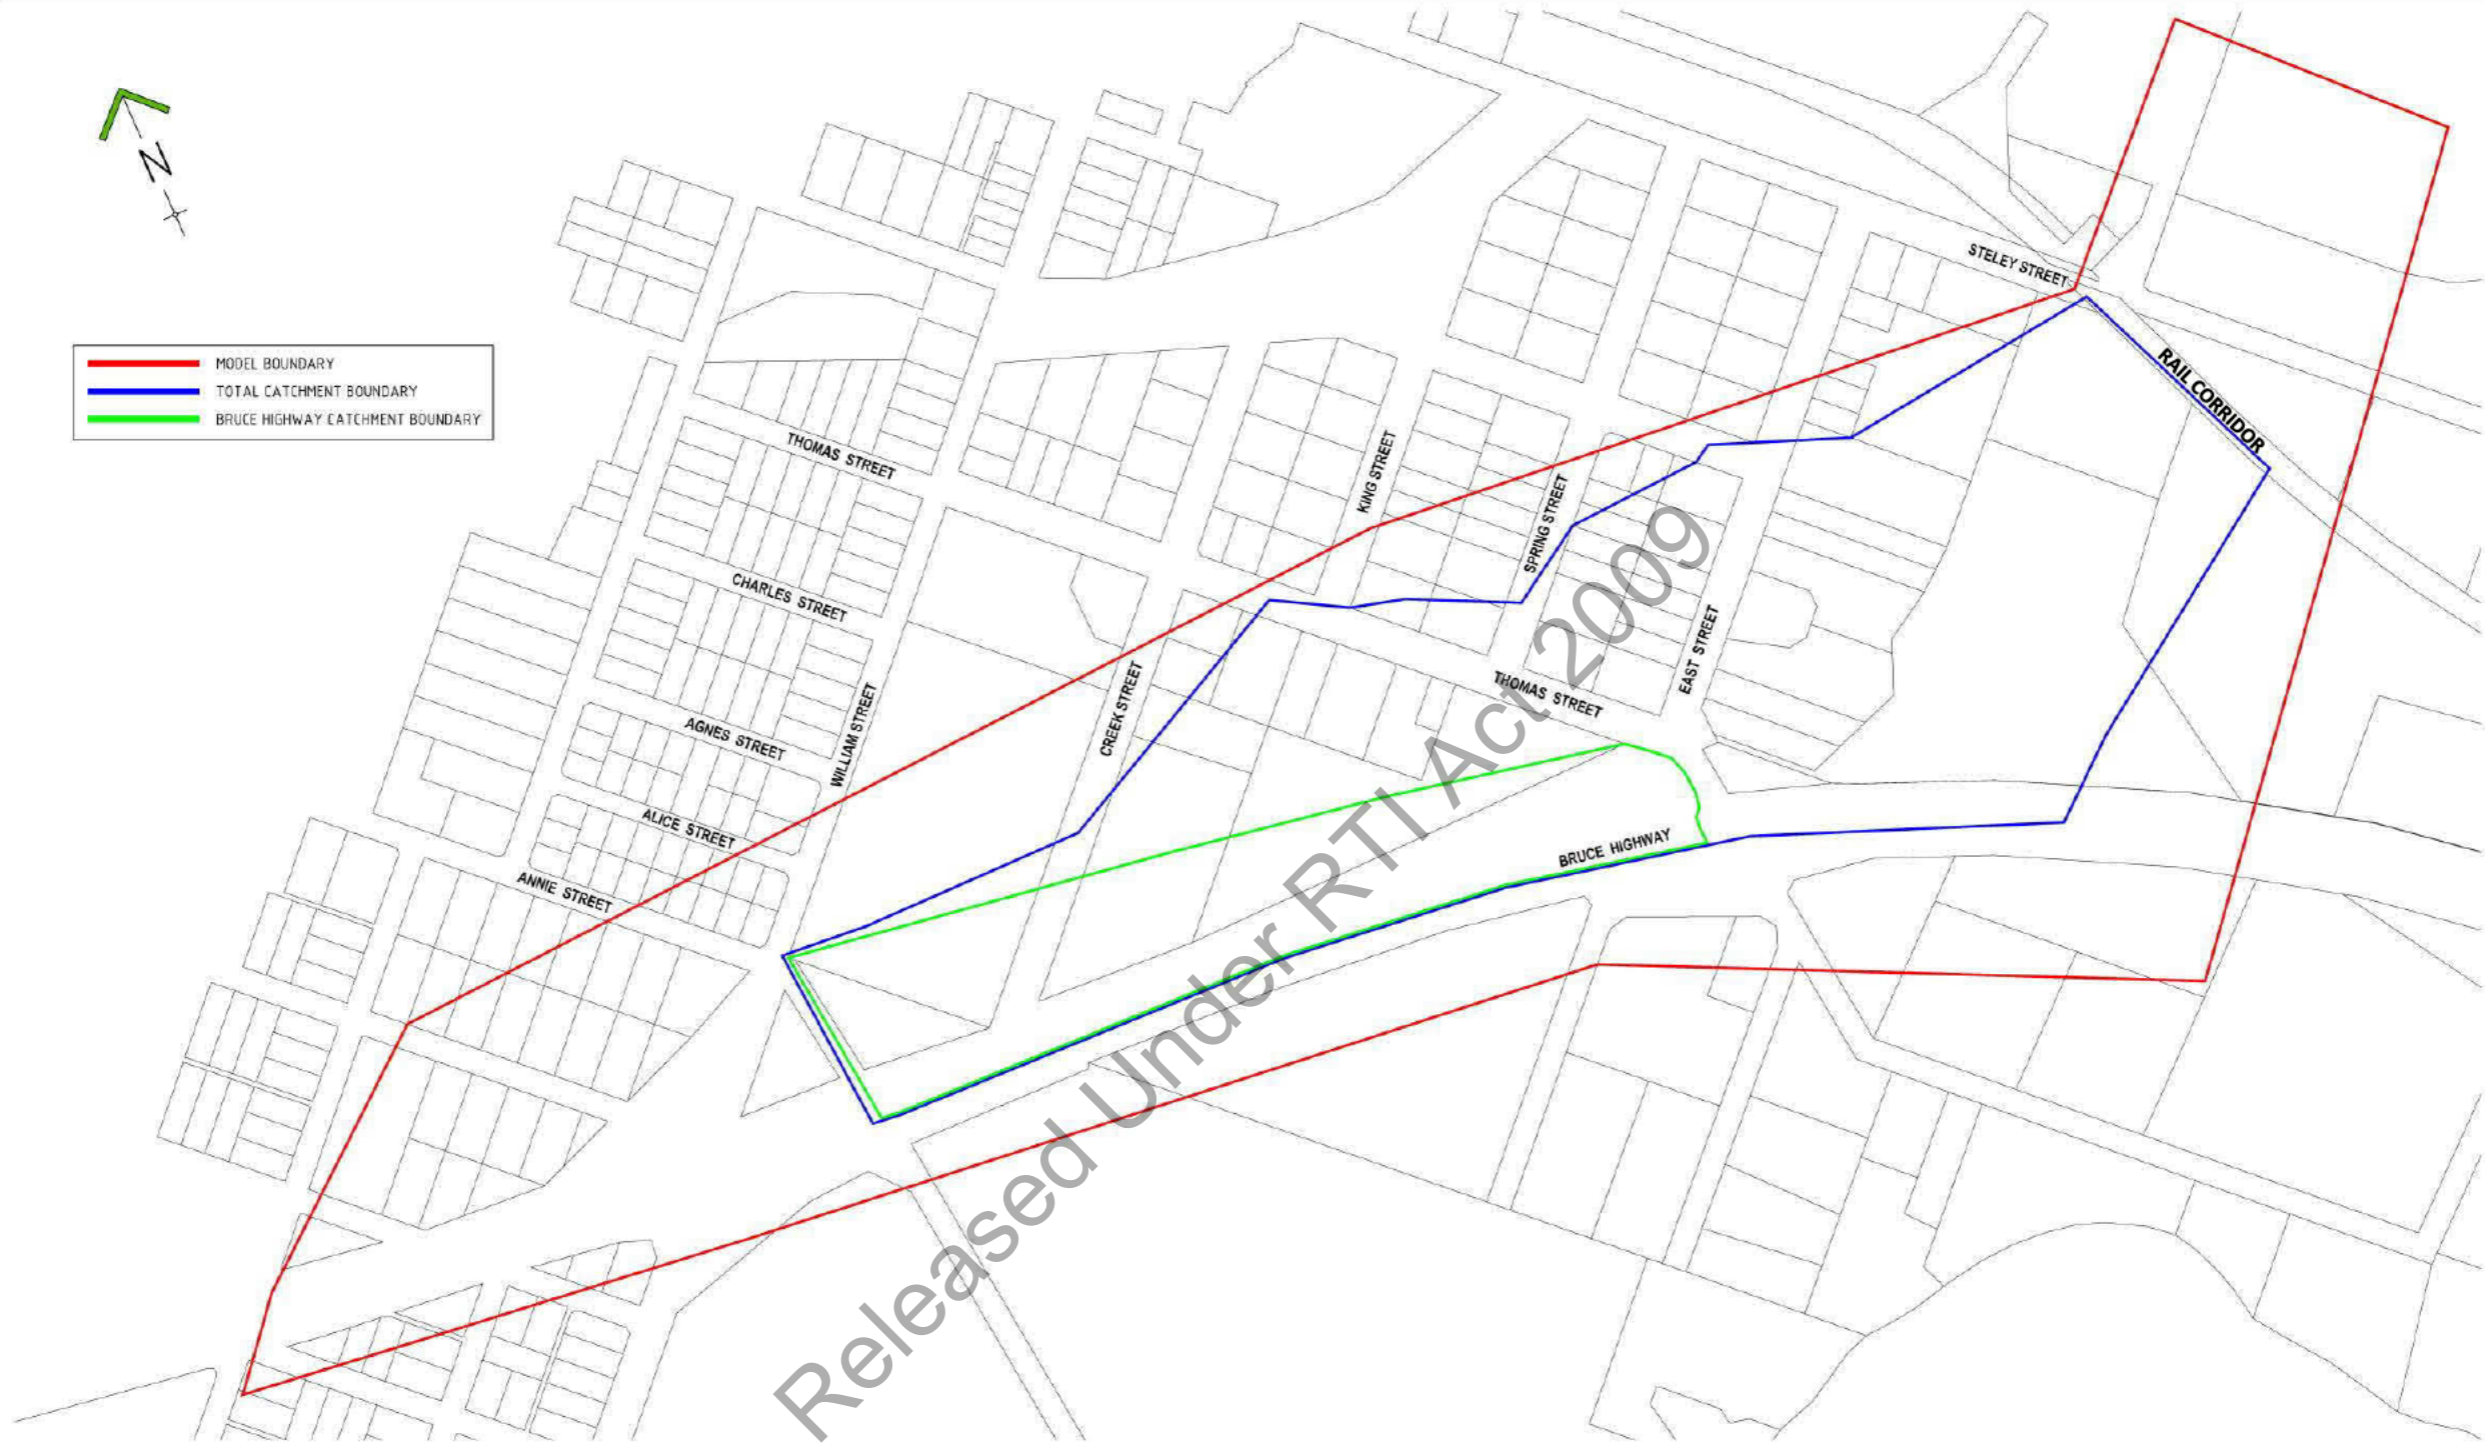 N
MODEL BOUNDARY
TOTAL CATCHMENT BOUNDARY
BRUCE HIGHWAY CATCHMENT BOUNDARY
STELEY STREET
RAIL CORRIDOR
THOMAS STREET
KING STREET
SPRING STREET
CHARLES STREET
EAST STREET
THOMAS STREET
CREEK STREET
WILLIAM STREET
AGNES STREET
ALICE STREET
BRUCE HIGHWAY
ANNIE STREET
Released Under RTI Act 2009